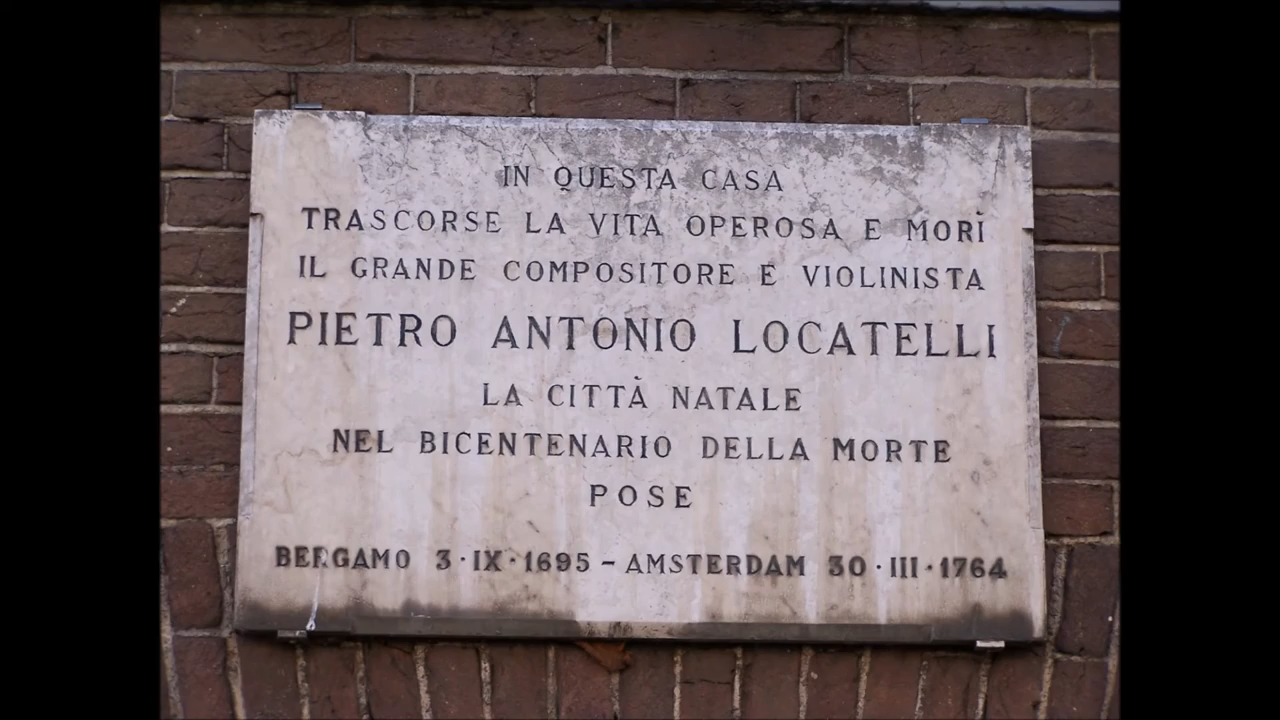 IN QUESTA CASA
TRASCORSE LA VITA OPEROSA E MORÌ
IL GRANDE COMPOSITORE E VIOLINISTA
PIETRO ANTONIO LOCATELLI
LA CITTÀ NATALE
NEL BICENTENARIO DELLA MORTE
POSE
BERGAMO 3·IX·1695 – AMSTERDAM 30·III·1764